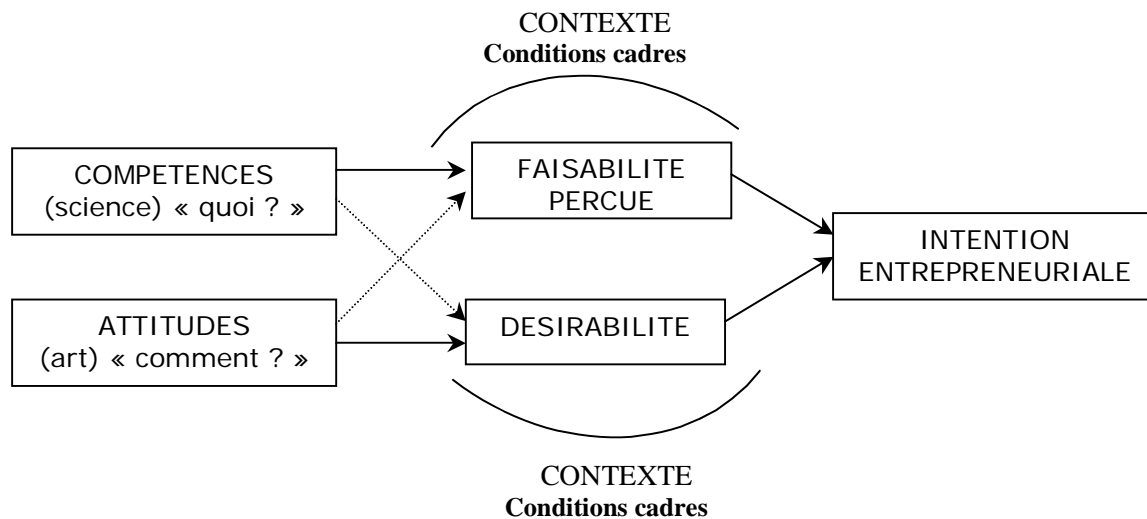 CONTEXTE
Conditions cadres
COMPETENCES
(science) « quoi ? »
FAISABILITE
PERCUE
INTENTION
ENTREPRENEURIALE
ATTITUDES
(art) « comment ? »
DESIRABILITE
CONTEXTE
Conditions cadres